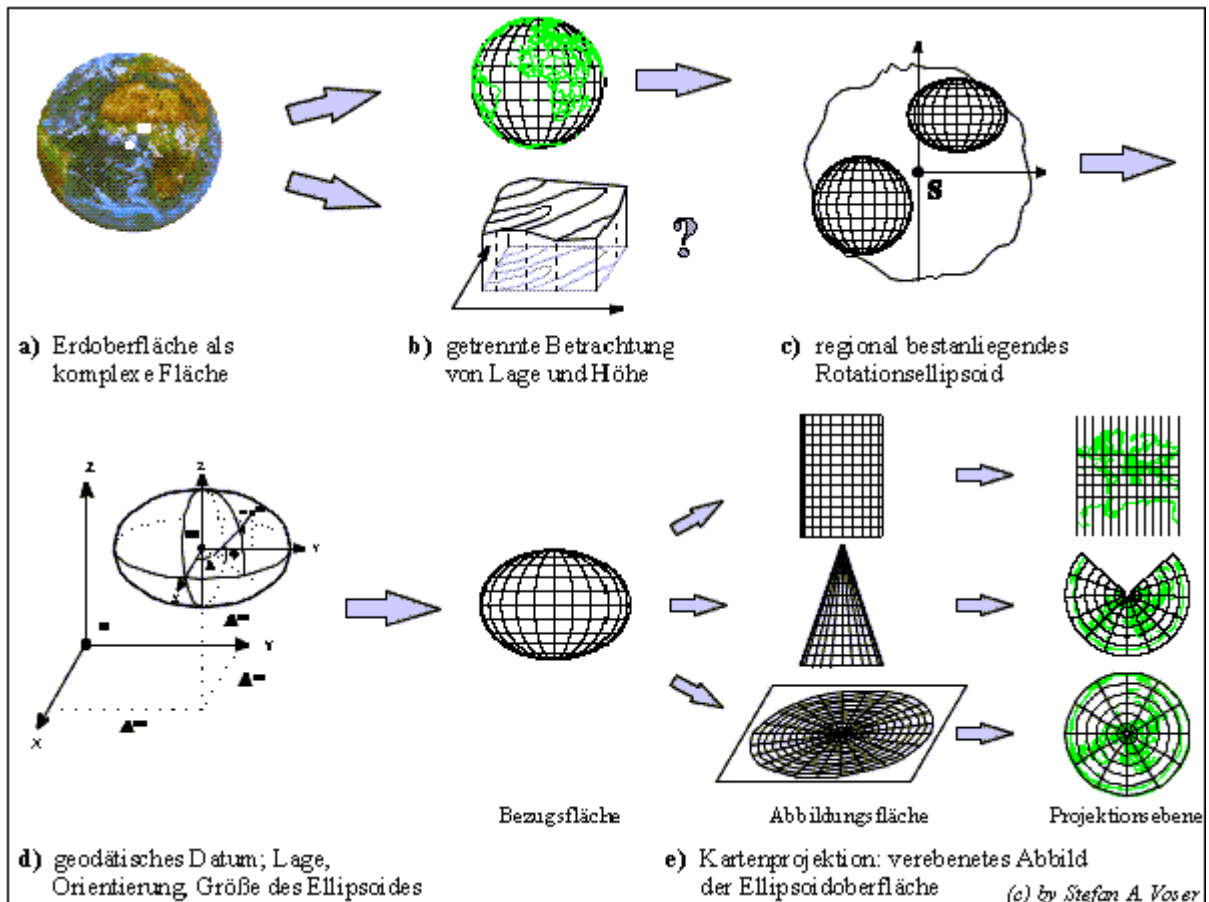 S
?
a) Erdoberfläche als
komplexe Fläche
b) getrennte Betrachtung
von Lage und Höhe
c) regional bestanliegendes
Rotationsellipsoid
Z
Z
Y
Y
X
Bezugsfläche
Abbildungsfläche
Projektionsebene
d) geodätisches Datum; Lage,
Orientierung, Größe des Ellipsoides
e) Kartenprojektion: verebenetes Abbild
der Ellipsoidoberfläche
(c) by Stefan A. Voser